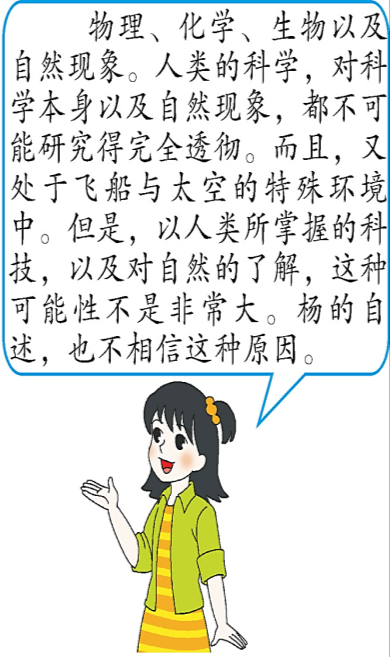 物理、化学、生物以及
自然现象。人类的科学，对科
学本身以及自然现象，都不可
能研究得完全透彻。而且，又
处于飞船与太空的特殊环境
中。但是，以人类所掌握的科
技，以及对自然的了解，这种
可能性不是非常大。杨的自
述，也不相信这种原因。